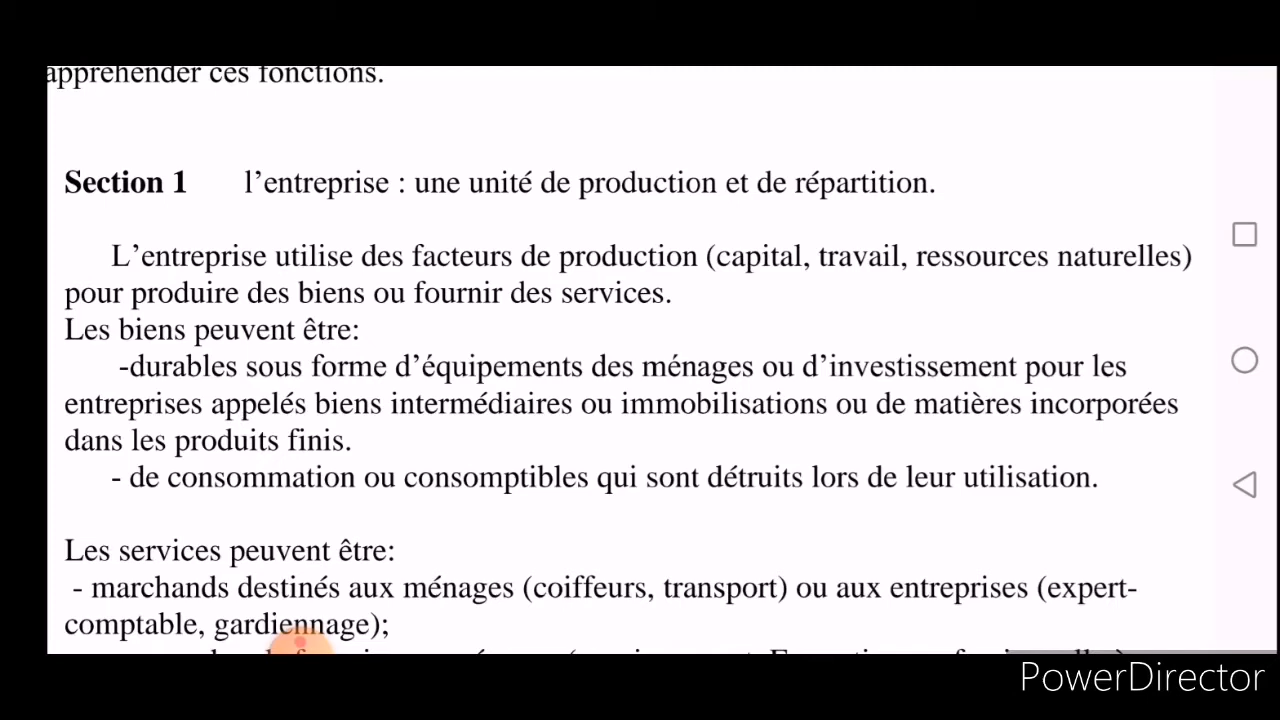 appréhender ces fonctions.
Section 1 l’entreprise : une unité de production et de répartition.
L’entreprise utilise des facteurs de production (capital, travail, ressources naturelles)
pour produire des biens ou fournir des services.
Les biens peuvent être:
-durables sous forme d’équipements des ménages ou d’investissement pour les
entreprises appelés biens intermédiaires ou immobilisations ou de matières incorporées
dans les produits finis.
- de consommation ou consomptibles qui sont détruits lors de leur utilisation.
Les services peuvent être:
- marchands destinés aux ménages (coiffeurs, transport) ou aux entreprises (expert-
comptable, gardiennage);
PowerDirector